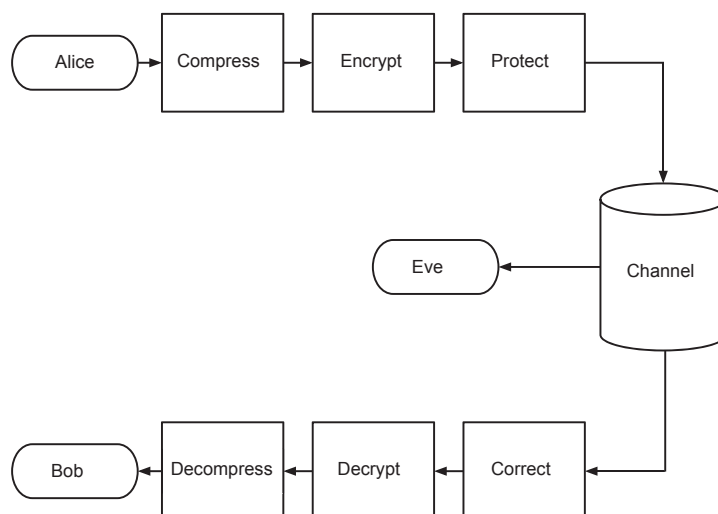 Alice
Compress
Encrypt
Protect
Eve
Channel
Bob
Decompress
Decrypt
Correct